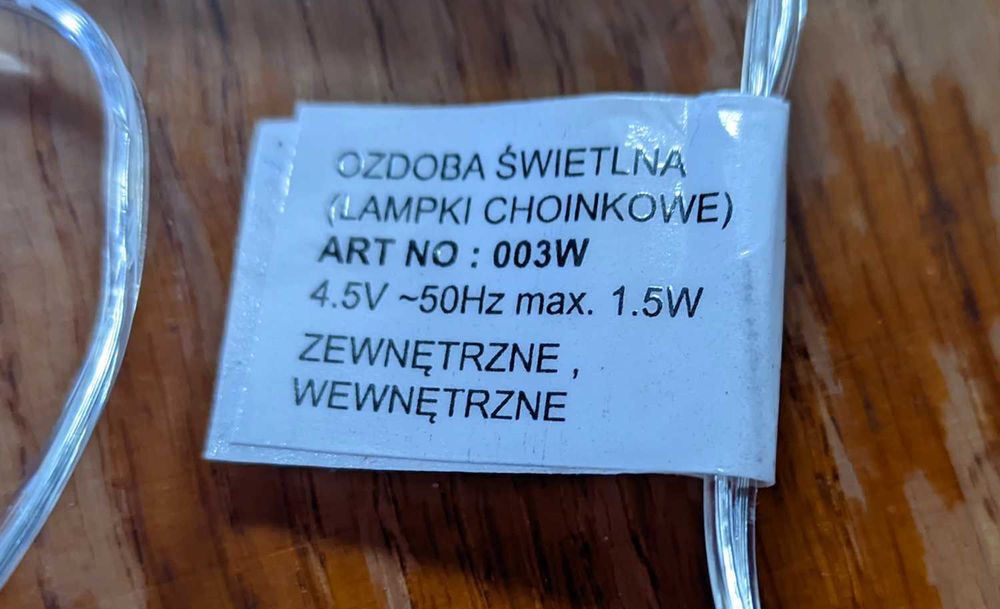 OZDOBA ŚWIETLNA
(LAMPKI CHOINKOWE)
ART NO : 003W
4.5V ~50Hz max. 1.5W
ZEWNĘTRZNE ,
WEWNĘTRZNE